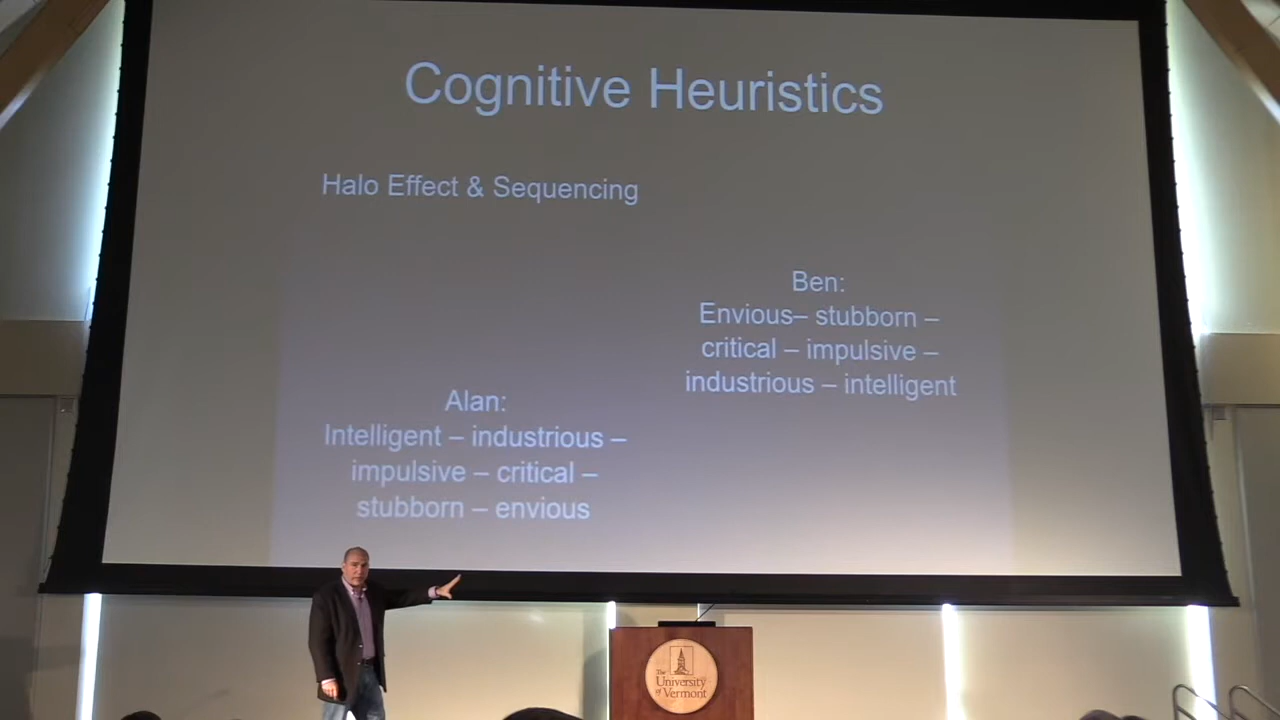 Cognitive Heuristics
Halo Effect & Sequencing
Ben:
Envious– stubborn –
critical – impulsive –
industrious – intelligent
Alan:
Intelligent – industrious –
impulsive – critical –
stubborn – envious
The
University
of Vermont